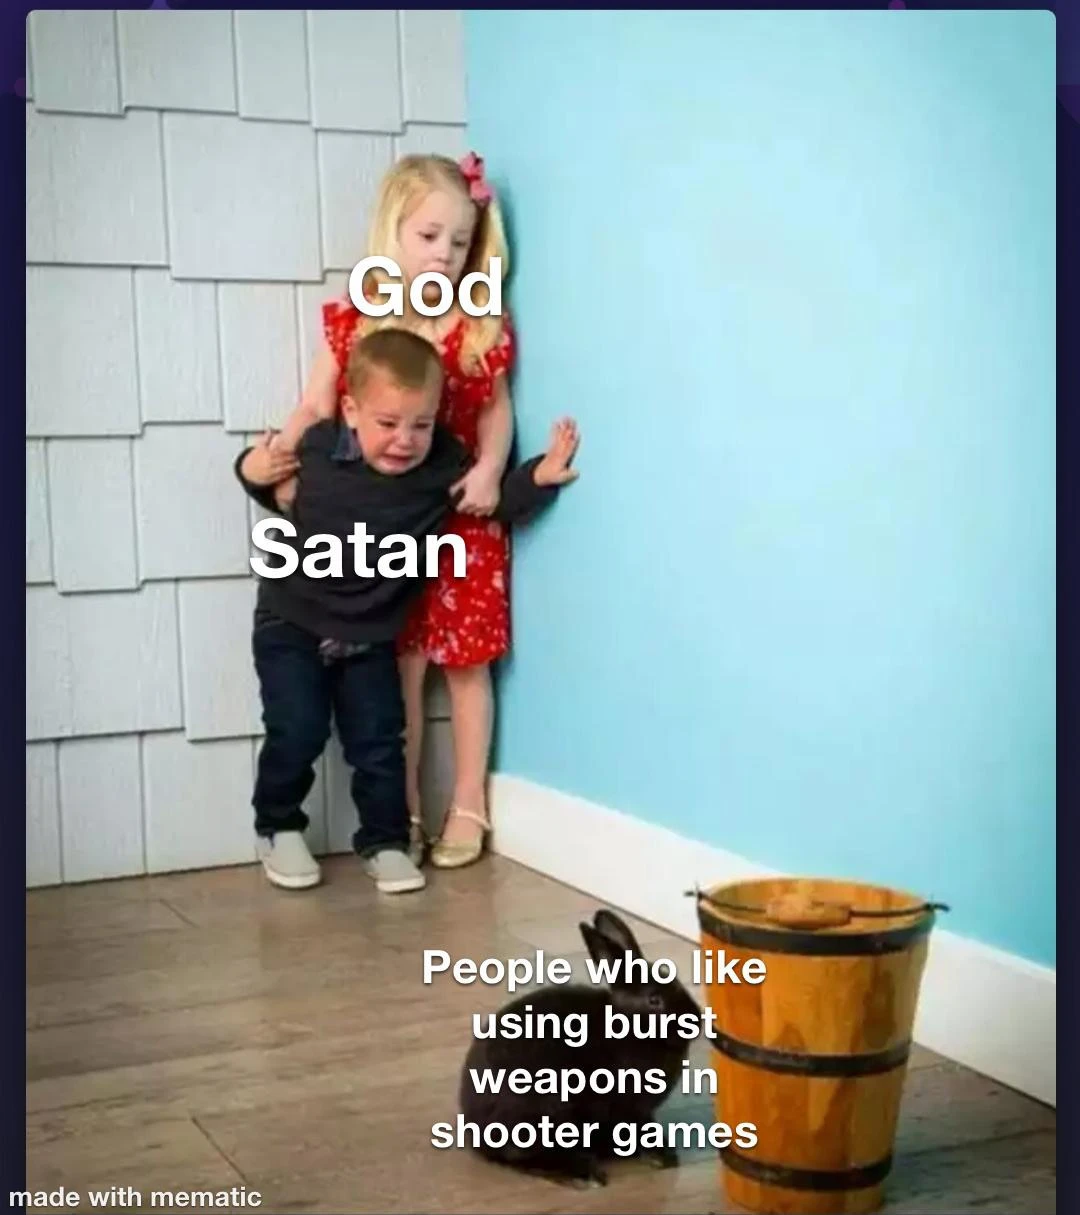 God
Satan
People who like
using burst
weapons in
shooter games
made with mematic